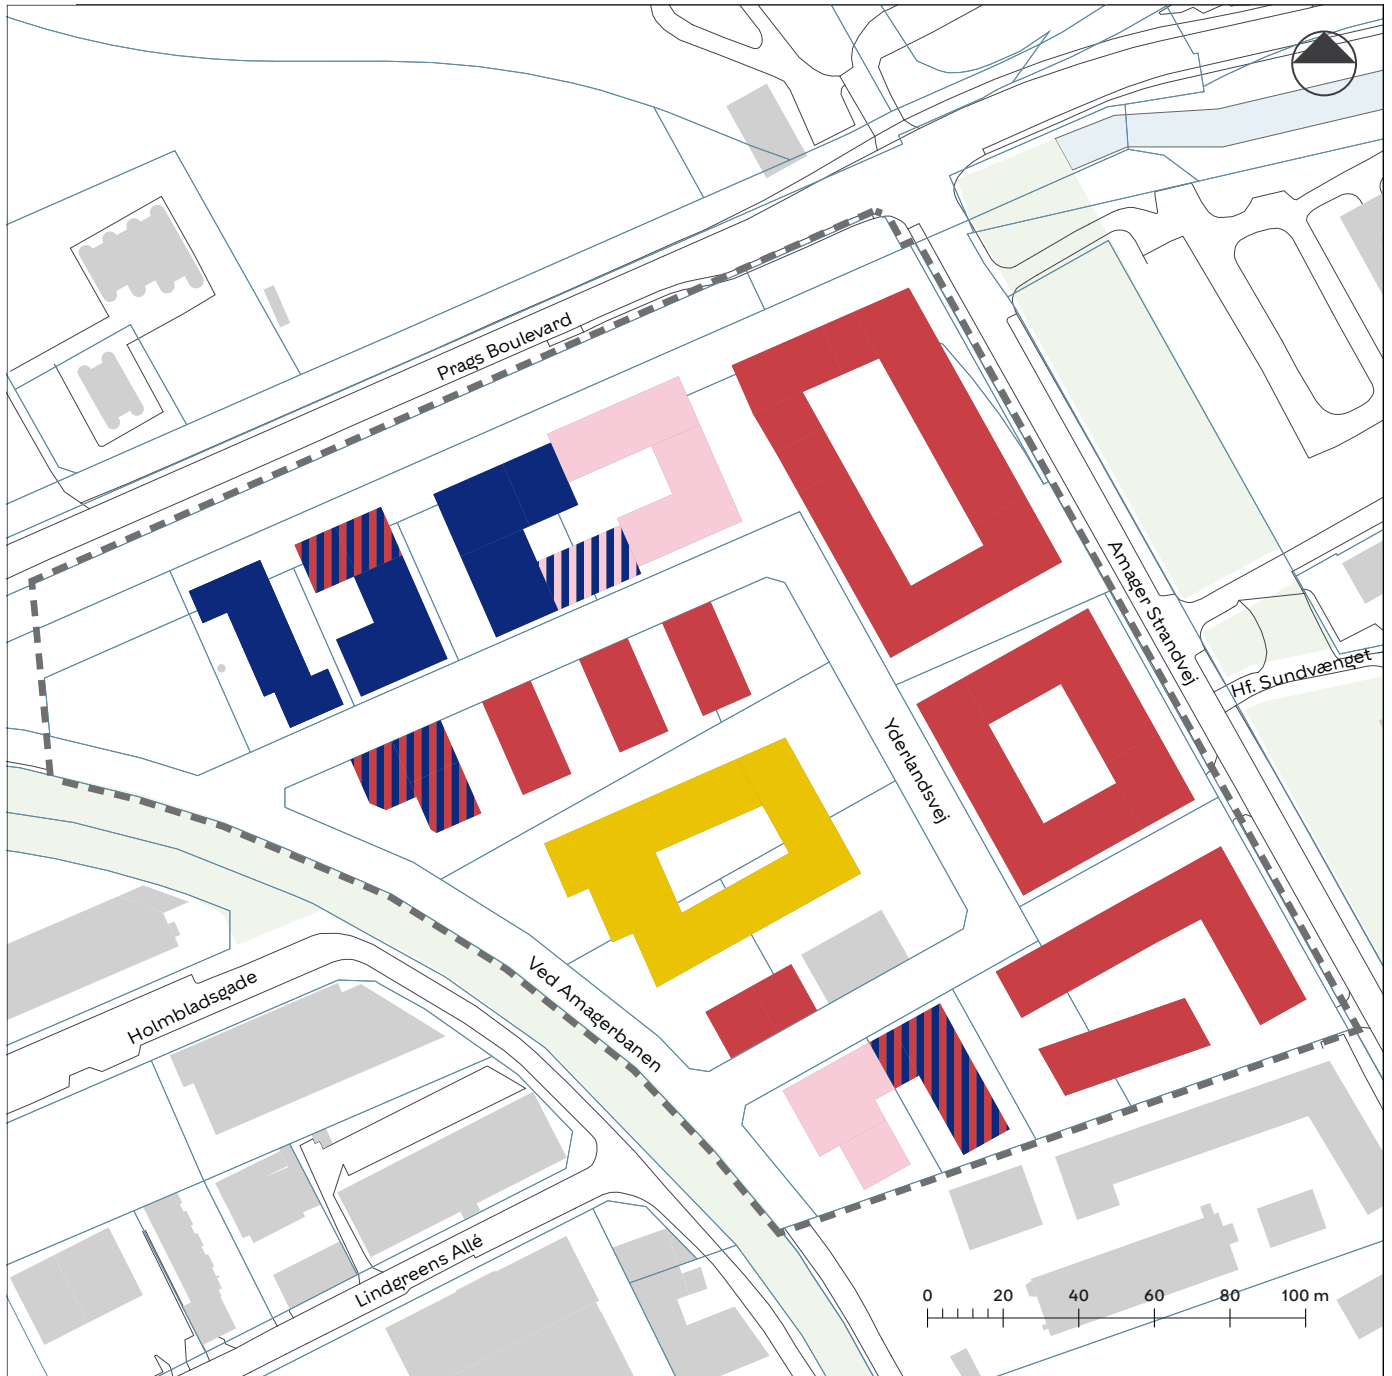 Prags Boulevard
Amager Strandvej
Hf. Sundvænget
Yderlandsvej
Ved Amagerbanen
Holmbladsgade
Lindgreens Allé
0 20 40 60 80 100 m